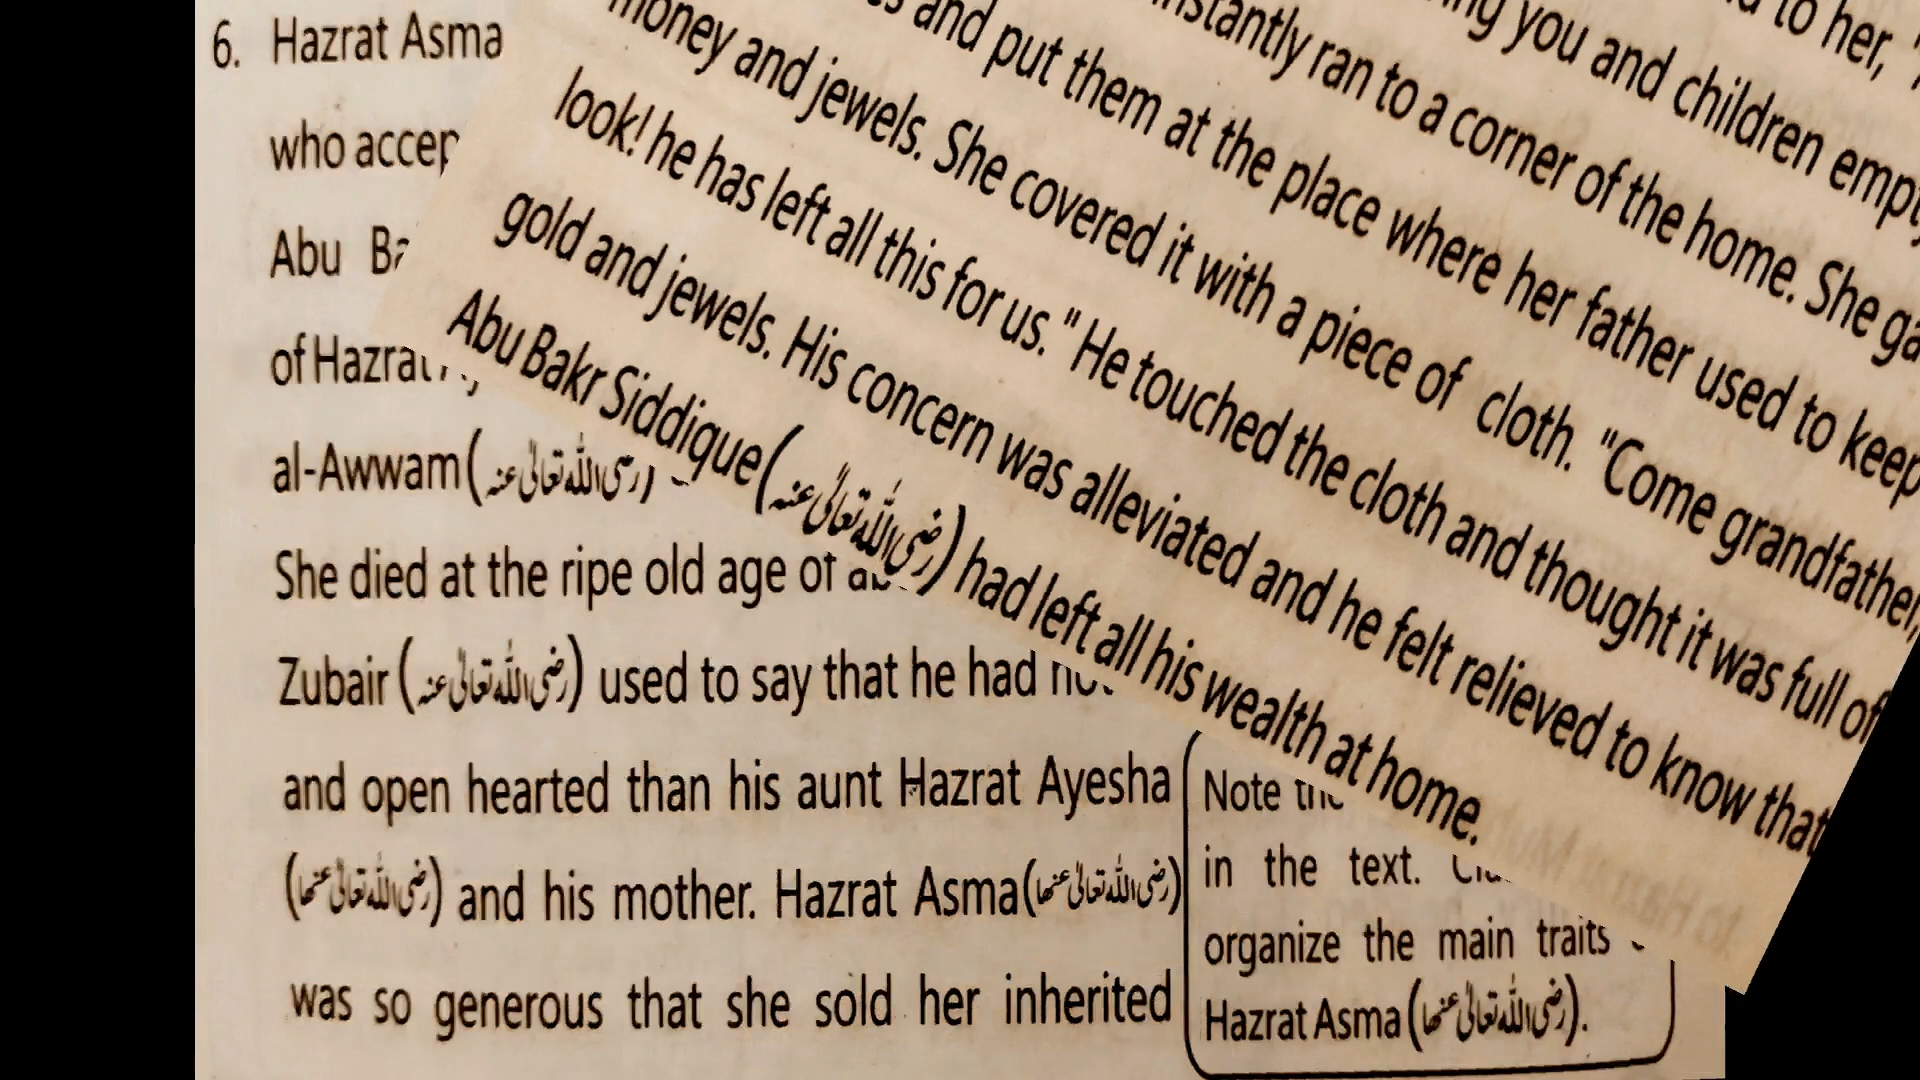 6. Hazrat Asma
who
Abu
of
al-Awwam (رضی اللہ تعالیٰ عنہ)
She died at the ripe old age of
Zubair (رضی اللہ تعالیٰ عنہ) used to say that he had
and open hearted than his aunt Hazrat Ayesha
(رضی اللہ تعالیٰ عنھا) and his mother. Hazrat Asma (رضی اللہ تعالیٰ عنھا)
was so generous that she sold her inherited
to her,
you and children
instantly ran to a corner of the home. She
and put them at the place where her father used to keep
money and jewels. She covered it with a piece of cloth. "Come grandfather,
look! he has left all this for us." He touched the cloth and thought it was full of
gold and jewels. His concern was alleviated and he felt relieved to know that
Abu Bakr Siddique (رضی اللہ تعالیٰ عنہ) had left all his wealth at home.
Note
in the text.
organize the main traits
Hazrat Asma (رضی اللہ تعالیٰ عنھا).